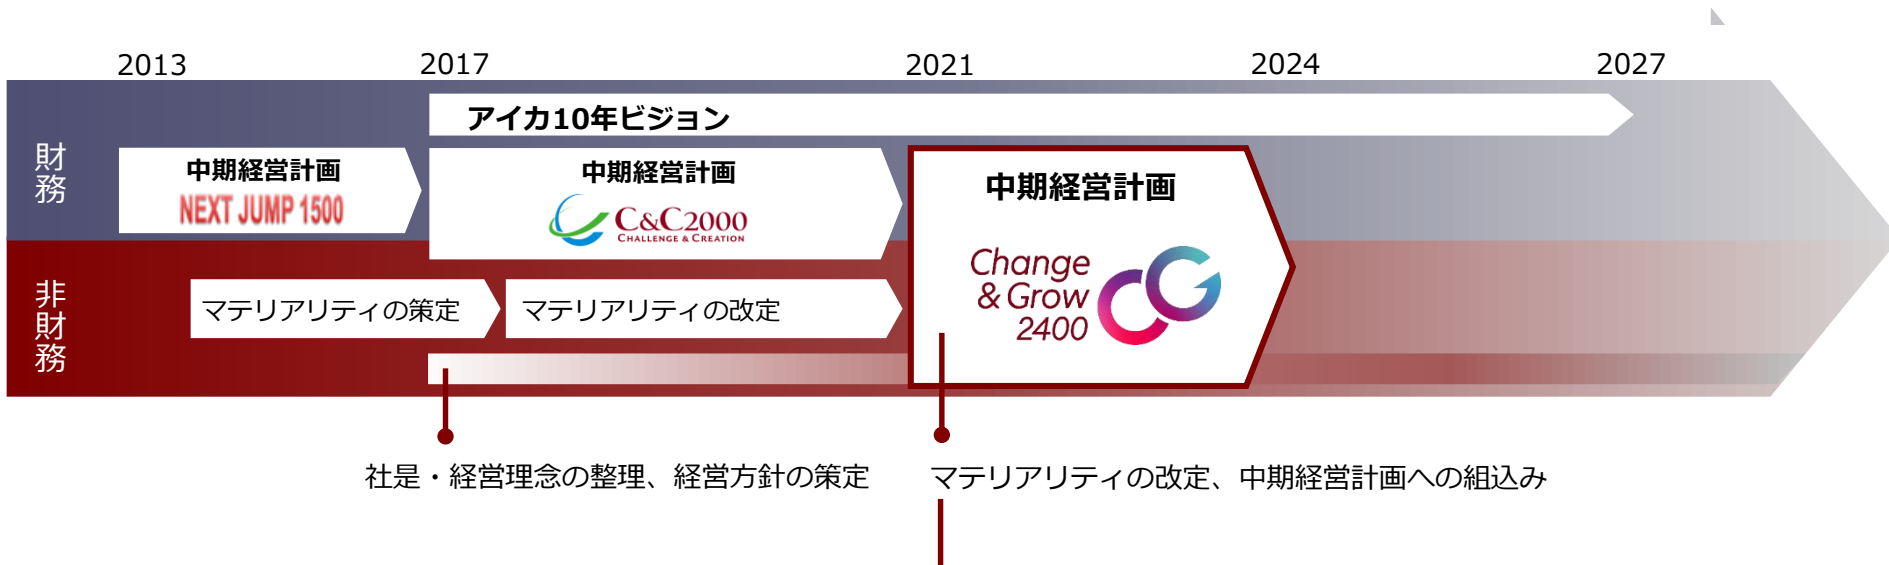 2013
2017
2021
2024
2027
財務
アイカ10年ビジョン
中期経営計画
NEXT JUMP 1500
中期経営計画
C&C2000
CHALLENGE & CREATION
中期経営計画
Change
& Grow
2400
非財務
マテリアリティの策定
マテリアリティの改定
社是・経営理念の整理、経営方針の策定
マテリアリティの改定、中期経営計画への組込み